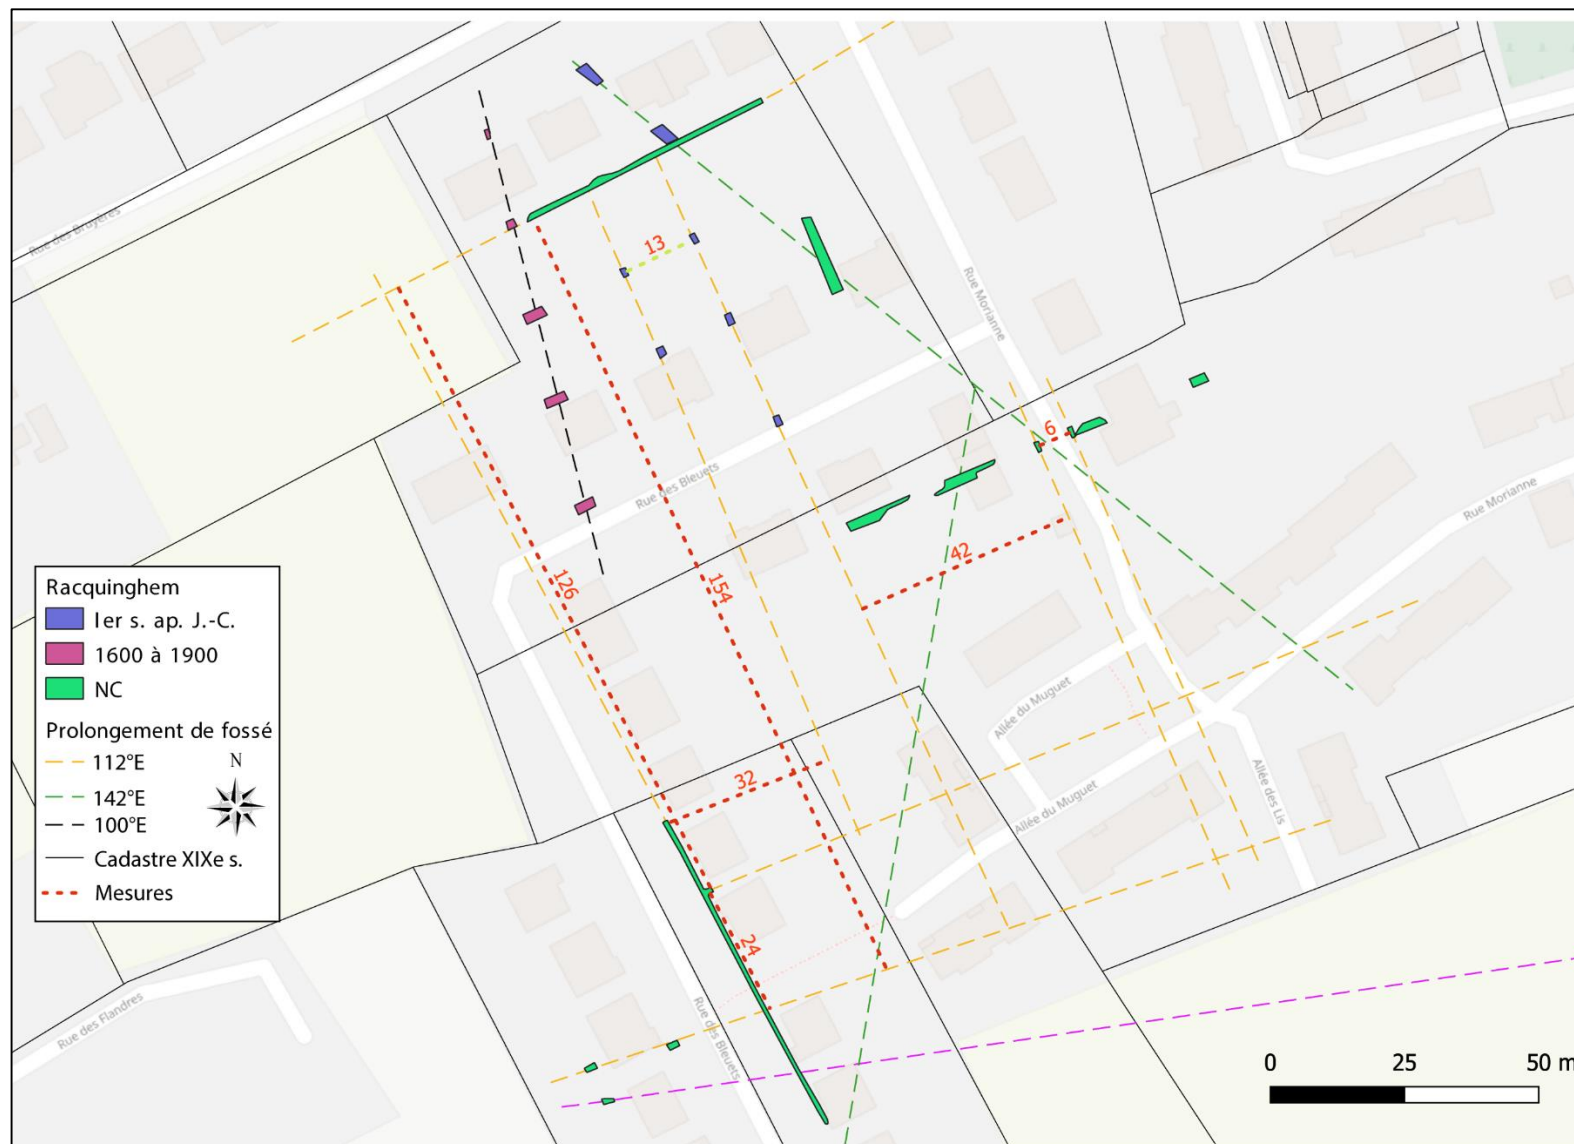 Rue des Bruyères
13
Rue Morianne
6
Rue des Bleuets
42
Rue Morianne
126
154
Racquinghem
Ier s. ap. J.-C.
1600 à 1900
NC
Prolongement de fossé
112°E
N
142°E
100°E
Cadastre XIXe s.
Mesures
Allée du Muguet
32
Allée du Muguet
Allée des Lis
24
Rue des Flandres
Rue des Bleuets
0 25 50 m